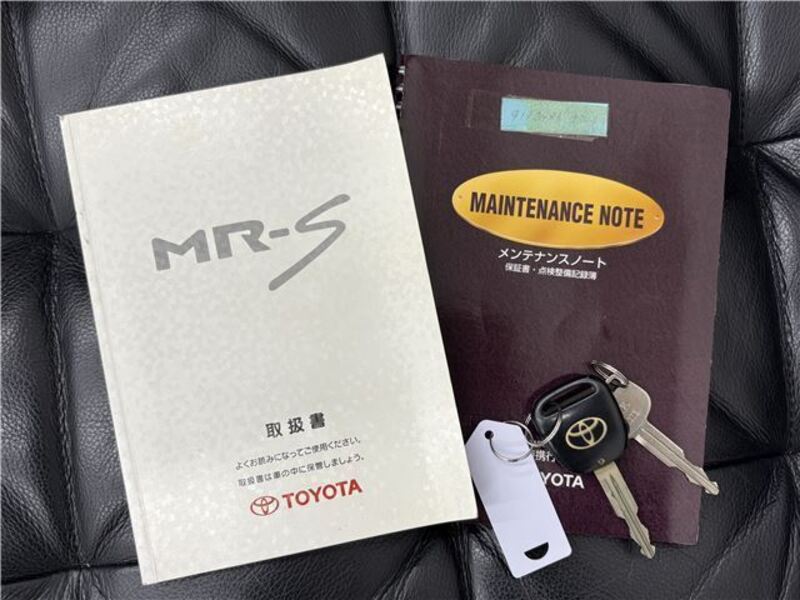 MR-S
取扱書
よくお読みになってご使用ください。
取扱書は車の中に保管しましょう。
TOYOTA
MAINTENANCE NOTE
メンテナンスノート
保証書・点検整備記録簿
携行
YOTA